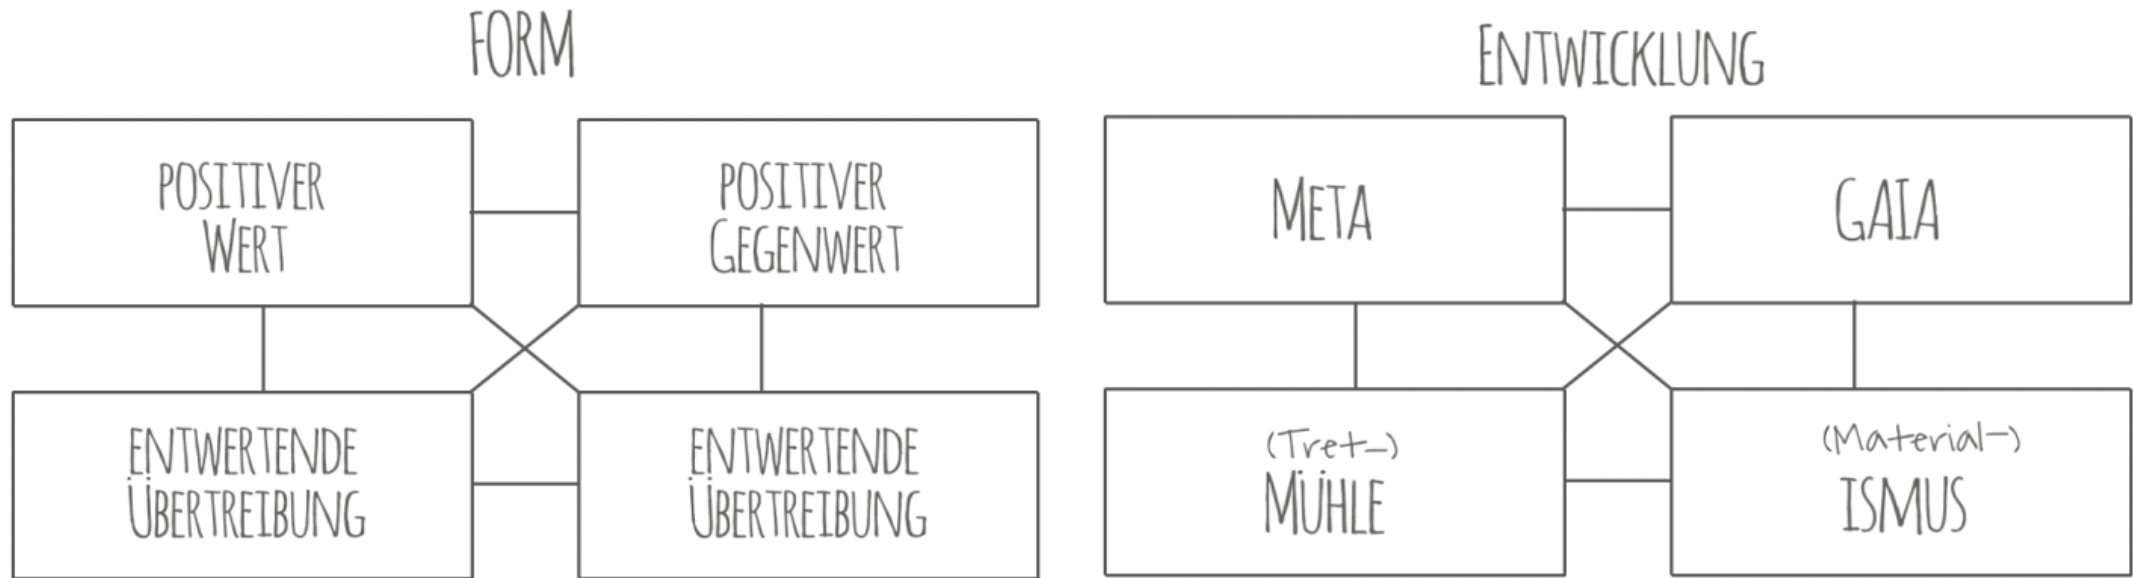 FORM
POSITIVER
WERT
POSITIVER
GEGENWERT
ENTWERTENDE
ÜBERTREIBUNG
ENTWERTENDE
ÜBERTREIBUNG
ENTWICKLUNG
META
GAIA
(Tret-)
MÜHLE
(Material-)
ISMUS